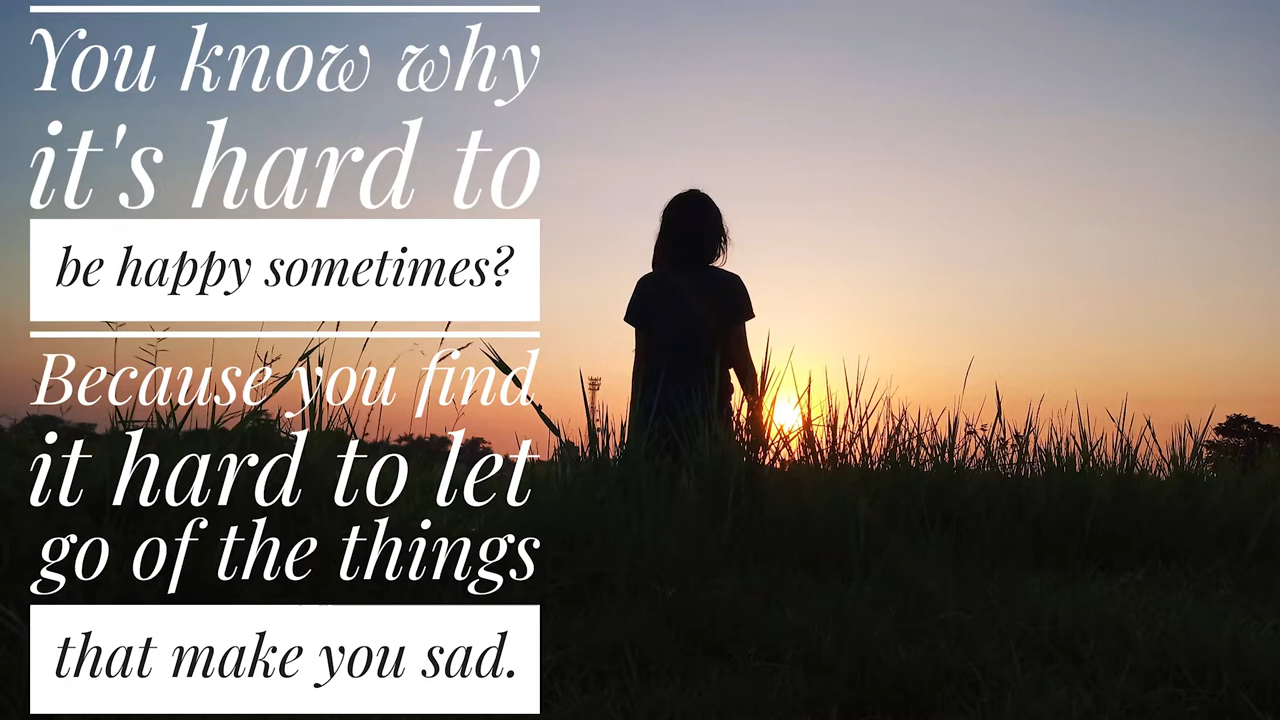 You know why
it's hard to
be happy sometimes?
Because you find
it hard to let
go of the things
that make you sad.